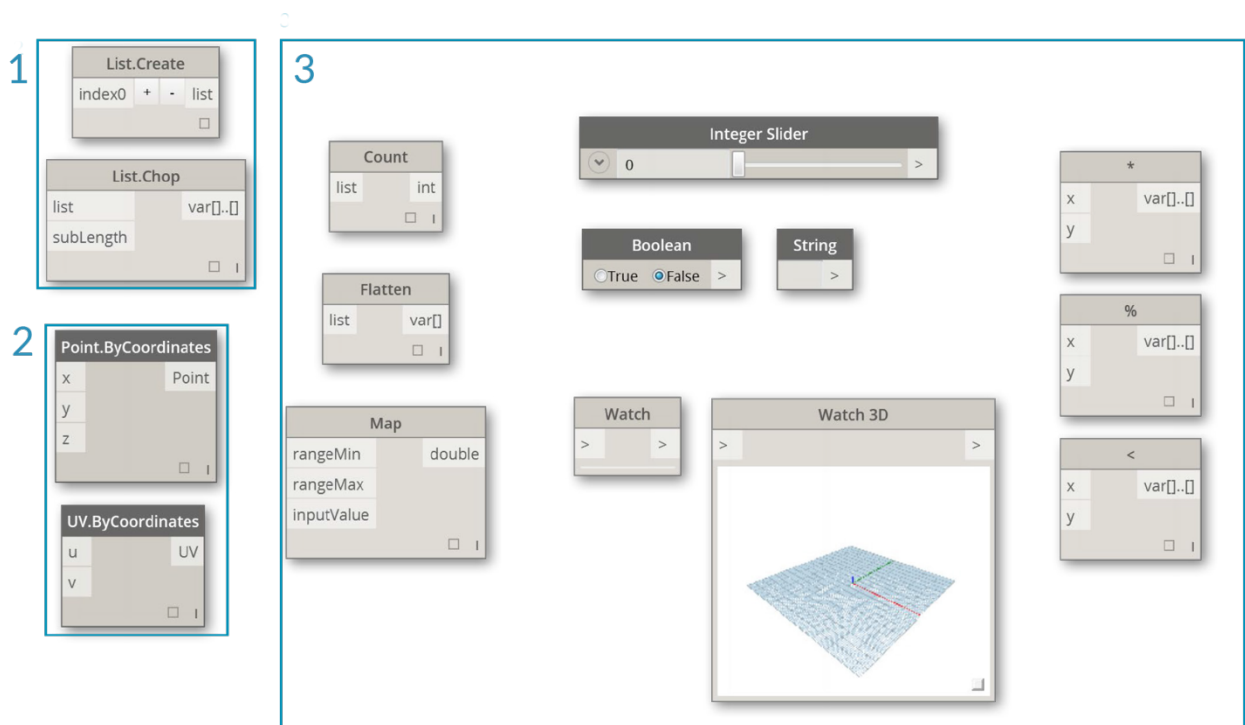 1
List.Create
index0 + - list
List.Chop
list var[]..[]
subLength
2
Point.ByCoordinates
x Point
y
z
UV.ByCoordinates
u UV
v
3
Count
list int
Flatten
list var[]
Map
rangeMin double
rangeMax
inputValue
Integer Slider
0 >
Boolean
True False >
String
>
Watch
> >
Watch 3D
> >
*
x var[]..[]
y
%
x var[]..[]
y
<
x var[]..[]
y